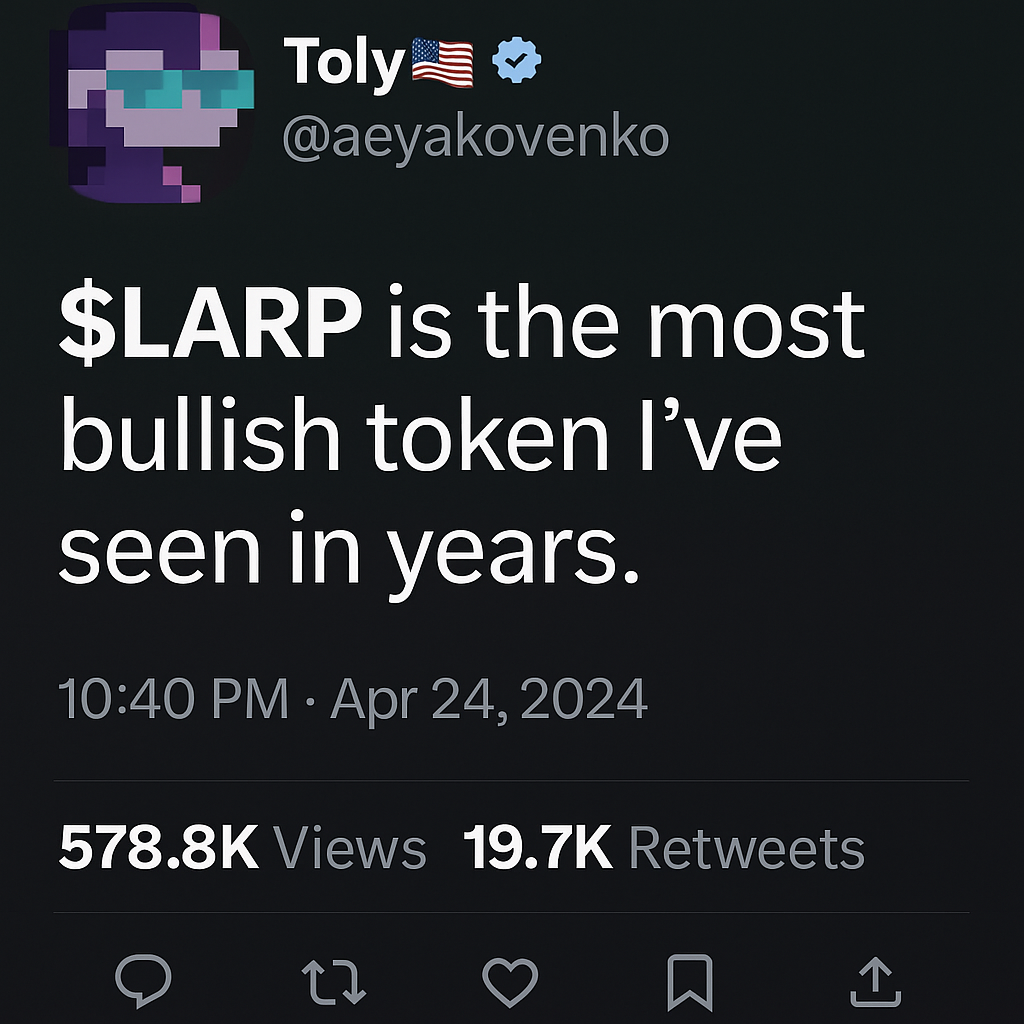 Toly🇺🇸
@aeyakovenko
$LARP is the most
bullish token I’ve
seen in years.
10:40 PM · Apr 24, 2024
578.8K Views 19.7K Retweets